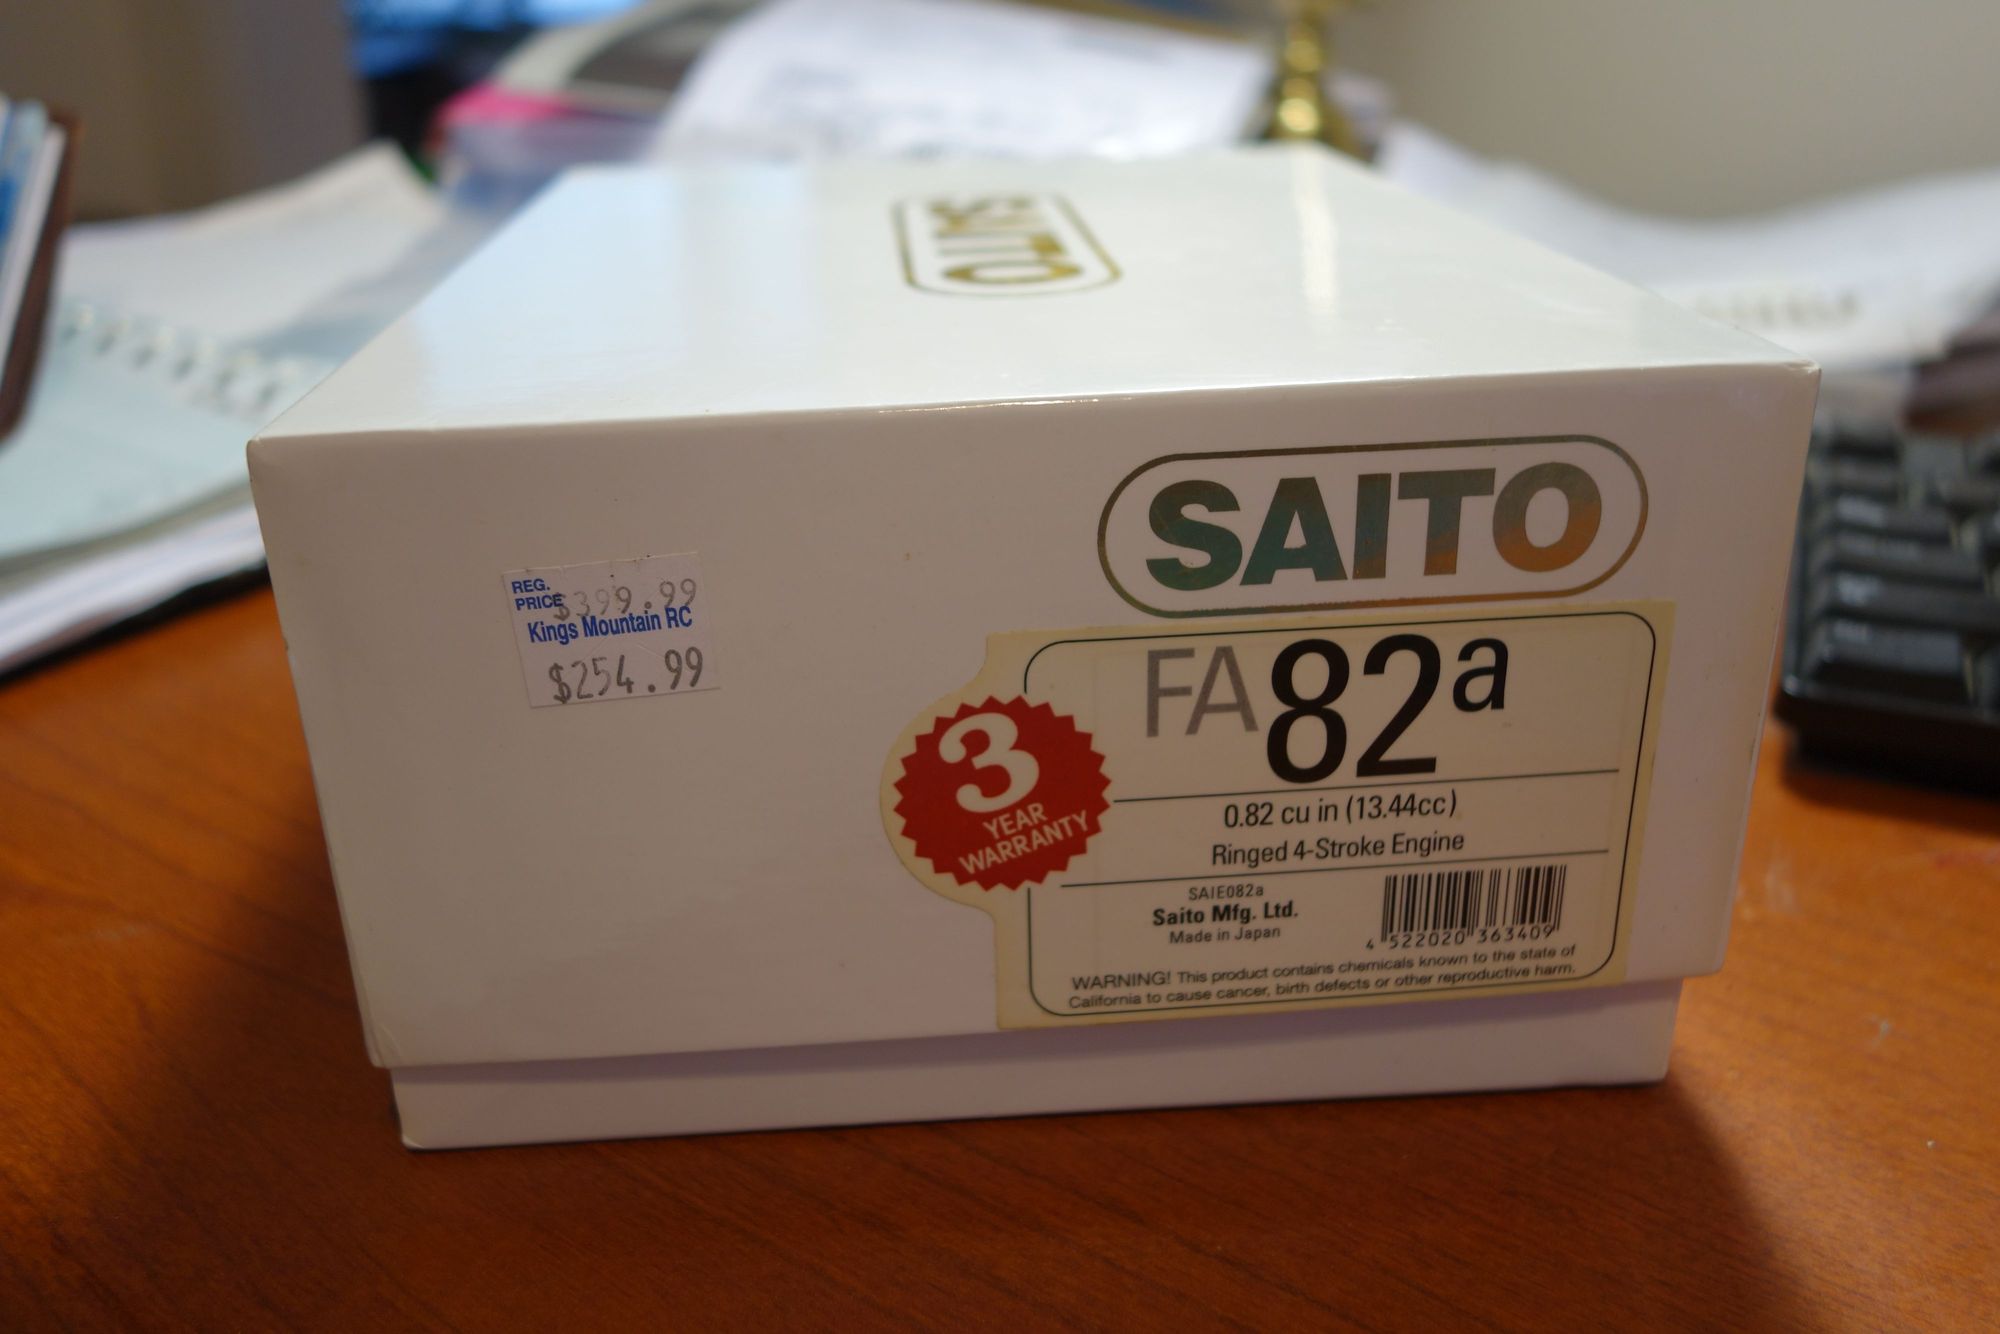 SAITO
SAITO
REG.
PRICE $399.99
Kings Mountain RC
$254.99
FA82a
3
YEAR
WARRANTY
0.82 cu in (13.44cc)
Ringed 4-Stroke Engine
SAIE082a
Saito Mfg. Ltd.
Made in Japan
4 522020 363409
WARNING! This product contains chemicals known to the state of
California to cause cancer, birth defects or other reproductive harm.